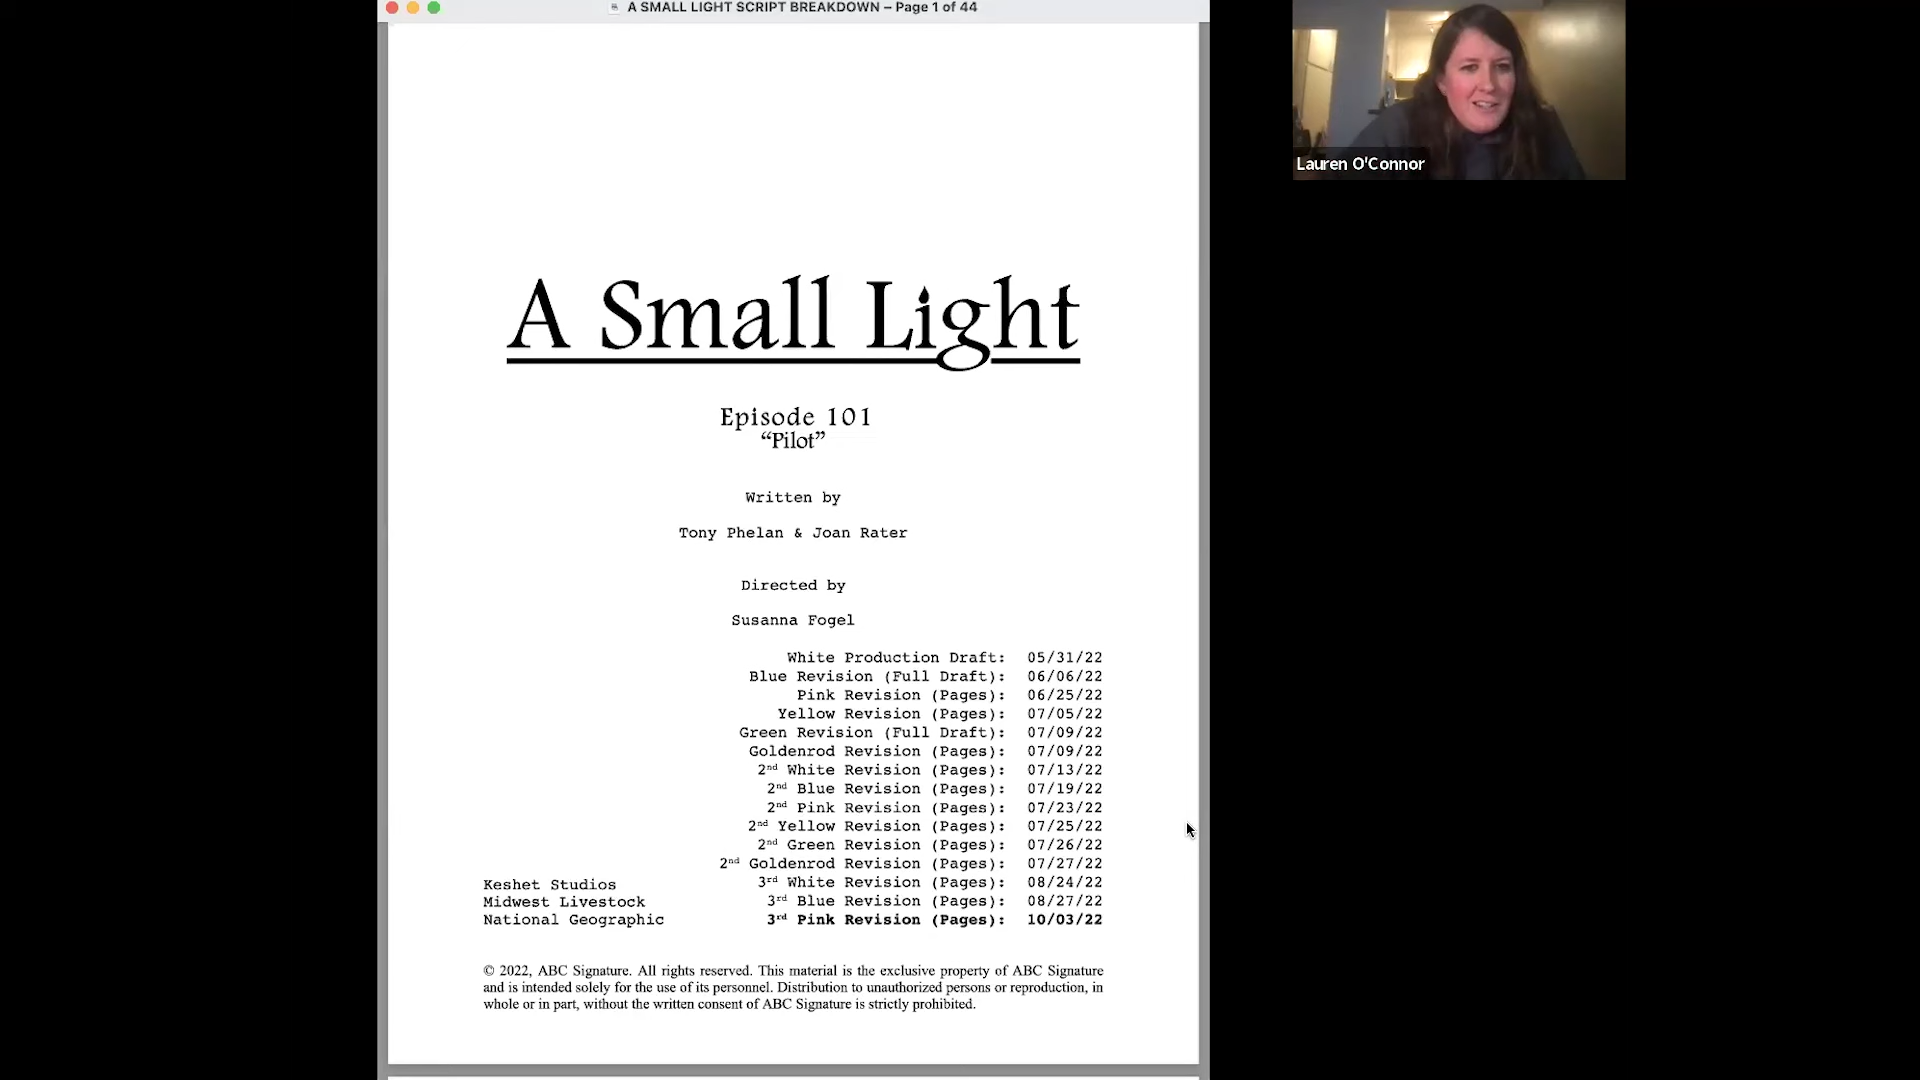 A SMALL LIGHT SCRIPT BREAKDOWN – Page 1 of 44
Lauren O'Connor
A Small Light
Episode 101
“Pilot”
Written by
Tony Phelan & Joan Rater
Directed by
Susanna Fogel
White Production Draft: 05/31/22
Blue Revision (Full Draft): 06/06/22
Pink Revision (Pages): 06/25/22
Yellow Revision (Pages): 07/05/22
Green Revision (Full Draft): 07/09/22
Goldenrod Revision (Pages): 07/09/22
2nd White Revision (Pages): 07/13/22
2nd Blue Revision (Pages): 07/19/22
2nd Pink Revision (Pages): 07/23/22
2nd Yellow Revision (Pages): 07/25/22
2nd Green Revision (Pages): 07/26/22
2nd Goldenrod Revision (Pages): 07/27/22
3rd White Revision (Pages): 08/24/22
3rd Blue Revision (Pages): 08/27/22
3rd Pink Revision (Pages): 10/03/22
Keshet Studios
Midwest Livestock
National Geographic
© 2022, ABC Signature. All rights reserved. This material is the exclusive property of ABC Signature
and is intended solely for the use of its personnel. Distribution to unauthorized persons or reproduction, in
whole or in part, without the written consent of ABC Signature is strictly prohibited.